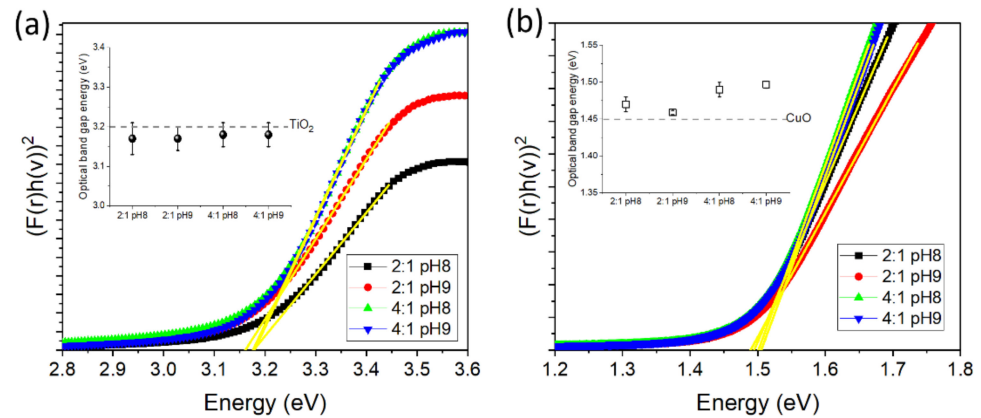 (a)
(F(r)h(ν))²
Optical band gap energy (eV)
3.4
3.3
3.2
3.1
3.0
TiO₂
2:1 pH8
2:1 pH9
4:1 pH8
4:1 pH9
2:1 pH8
2:1 pH9
4:1 pH8
4:1 pH9
2.8 2.9 3.0 3.1 3.2 3.3 3.4 3.5 3.6
Energy (eV)
(b)
(F(r)h(ν))²
Optical band gap energy (eV)
1.55
1.50
1.45
1.40
1.35
CuO
2:1 pH8
2:1 pH9
4:1 pH8
4:1 pH9
2:1 pH8
2:1 pH9
4:1 pH8
4:1 pH9
1.2 1.3 1.4 1.5 1.6 1.7 1.8
Energy (eV)